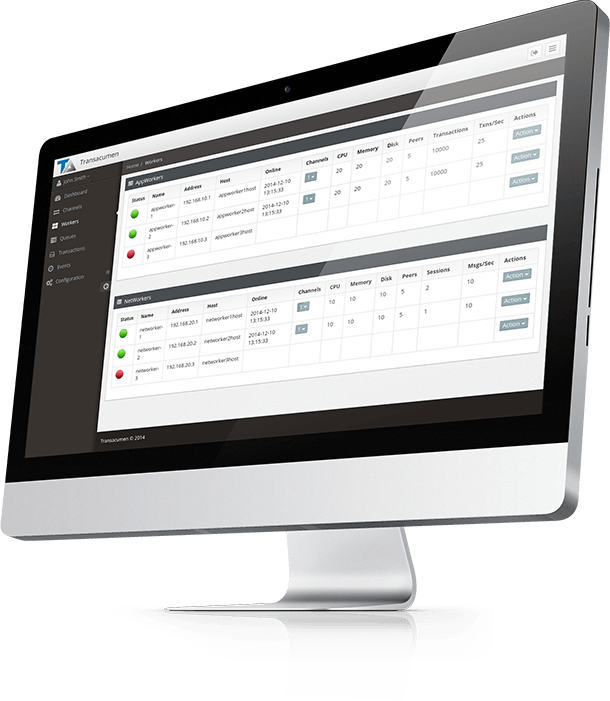 Transacumen
John Smith
Home / Workers
Dashboard
Channels
Workers
Queues
Transactions
Events
Configuration
AppWorkers
Status Name Address Host Online Channels CPU Memory Disk Peers Transactions Txns/Sec Actions
appworker-1 192.168.10.1 appworker1host 2014-12-10 13:15:33 1 20 20 20 5 10000 25 Action
appworker-2 192.168.10.2 appworker2host 2014-12-10 13:15:33 1 20 20 20 5 10000 25 Action
appworker-3 192.168.10.3 appworker3host Action
NetWorkers
Status Name Address Host Online Channels CPU Memory Disk Peers Sessions Msgs/Sec Actions
networker-1 192.168.20.1 networker1host 2014-12-10 13:15:33 1 10 10 10 5 2 10 Action
networker-2 192.168.20.2 networker2host 2014-12-10 13:15:33 1 10 10 10 5 1 10 Action
networker-3 192.168.20.3 networker3host Action
Transacumen © 2014